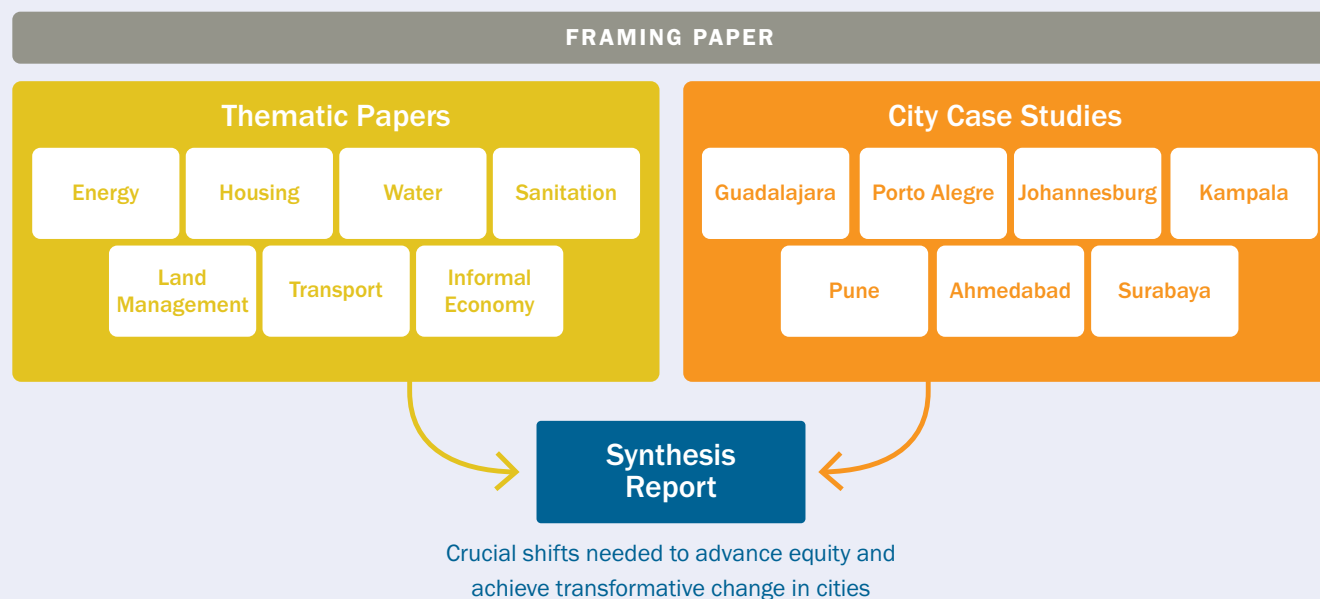 FRAMING PAPER
Thematic Papers
Energy
Housing
Water
Sanitation
Land
Management
Transport
Informal
Economy
City Case Studies
Guadalajara
Porto Alegre
Johannesburg
Kampala
Pune
Ahmedabad
Surabaya
Synthesis
Report
Crucial shifts needed to advance equity and
achieve transformative change in cities